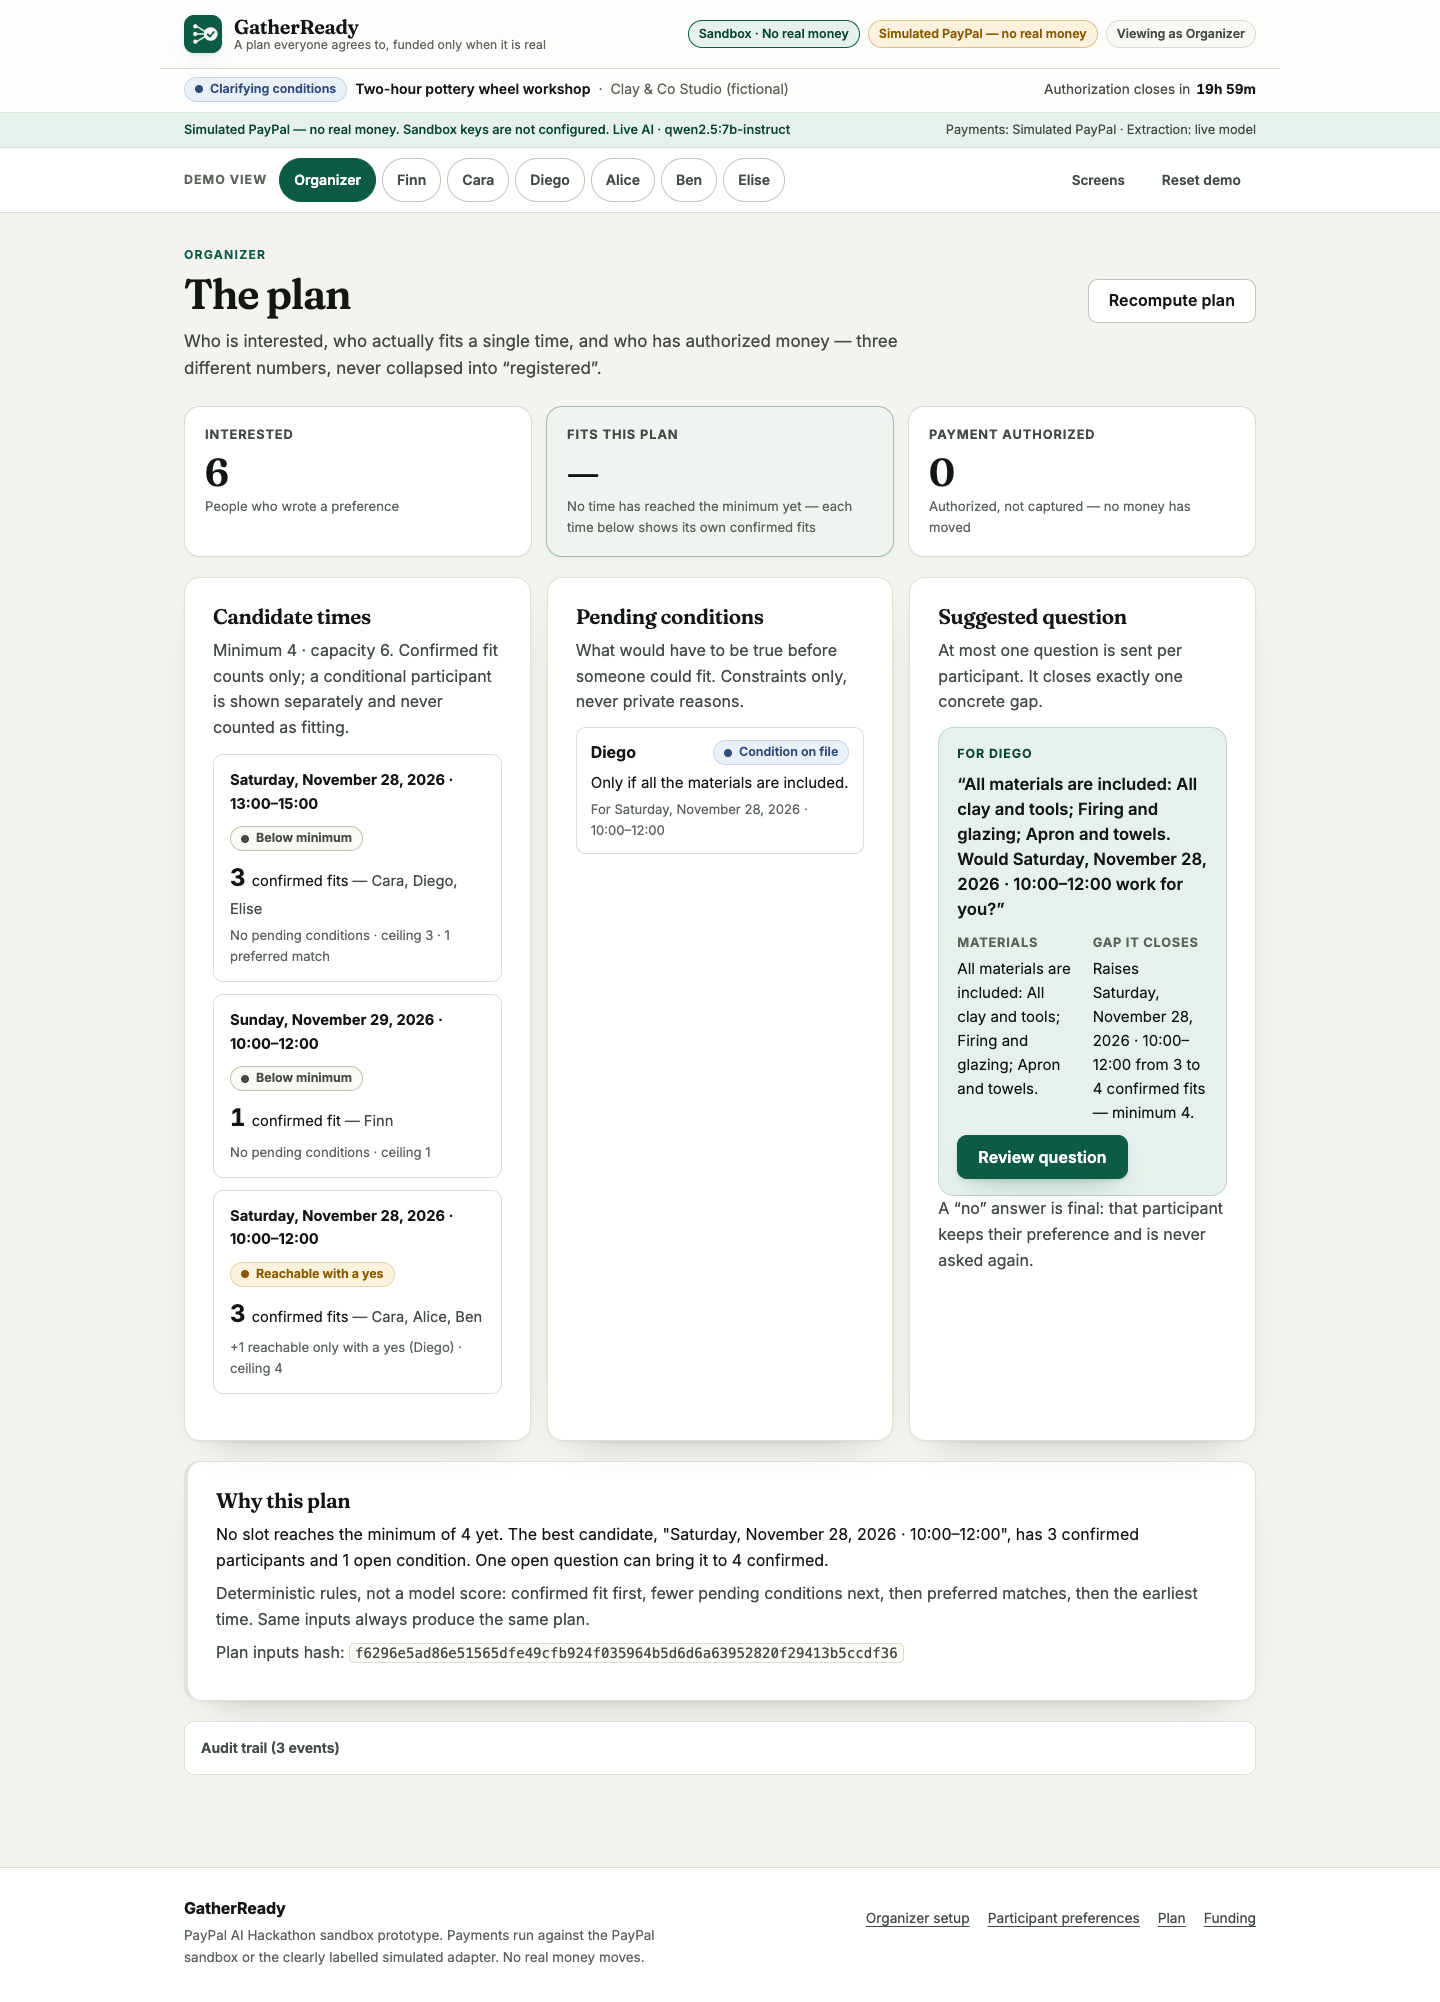 GatherReady
A plan everyone agrees to, funded only when it is real
Sandbox · No real money
Simulated PayPal — no real money
Viewing as Organizer
Clarifying conditions
Two-hour pottery wheel workshop · Clay & Co Studio (fictional)
Authorization closes in 19h 59m
Simulated PayPal — no real money. Sandbox keys are not configured. Live AI · qwen2.5:7b-instruct
Payments: Simulated PayPal · Extraction: live model
DEMO VIEW
Organizer
Finn
Cara
Diego
Alice
Ben
Elise
Screens
Reset demo
ORGANIZER
The plan
Recompute plan
Who is interested, who actually fits a single time, and who has authorized money — three
different numbers, never collapsed into “registered”.
INTERESTED
6
People who wrote a preference
FITS THIS PLAN
—
No time has reached the minimum yet — each
time below shows its own confirmed fits
PAYMENT AUTHORIZED
0
Authorized, not captured — no money has
moved
Candidate times
Minimum 4 · capacity 6. Confirmed fit
counts only; a conditional participant
is shown separately and never
counted as fitting.
Saturday, November 28, 2026 ·
13:00–15:00
Below minimum
3 confirmed fits — Cara, Diego,
Elise
No pending conditions · ceiling 3 · 1
preferred match
Sunday, November 29, 2026 ·
10:00–12:00
Below minimum
1 confirmed fit — Finn
No pending conditions · ceiling 1
Saturday, November 28, 2026 ·
10:00–12:00
Reachable with a yes
3 confirmed fits — Cara, Alice, Ben
+1 reachable only with a yes (Diego) ·
ceiling 4
Pending conditions
What would have to be true before
someone could fit. Constraints only,
never private reasons.
Diego
Condition on file
Only if all the materials are included.
For Saturday, November 28, 2026 ·
10:00–12:00
Suggested question
At most one question is sent per
participant. It closes exactly one
concrete gap.
FOR DIEGO
“All materials are included: All
clay and tools; Firing and
glazing; Apron and towels.
Would Saturday, November 28,
2026 · 10:00–12:00 work for
you?”
MATERIALS
All materials are
included: All
clay and tools;
Firing and
glazing; Apron
and towels.
GAP IT CLOSES
Raises
Saturday,
November 28,
2026 · 10:00–
12:00 from 3 to
4 confirmed fits
— minimum 4.
Review question
A “no” answer is final: that participant
keeps their preference and is never
asked again.
Why this plan
No slot reaches the minimum of 4 yet. The best candidate, "Saturday, November 28, 2026 · 10:00–12:00", has 3 confirmed
participants and 1 open condition. One open question can bring it to 4 confirmed.
Deterministic rules, not a model score: confirmed fit first, fewer pending conditions next, then preferred matches, then the earliest
time. Same inputs always produce the same plan.
Plan inputs hash: f6296e5ad86e51565dfe49cfb924f035964b5d6d6a63952820f29413b5ccdf36
Audit trail (3 events)
GatherReady
PayPal AI Hackathon sandbox prototype. Payments run against the PayPal
sandbox or the clearly labelled simulated adapter. No real money moves.
Organizer setup
Participant preferences
Plan
Funding